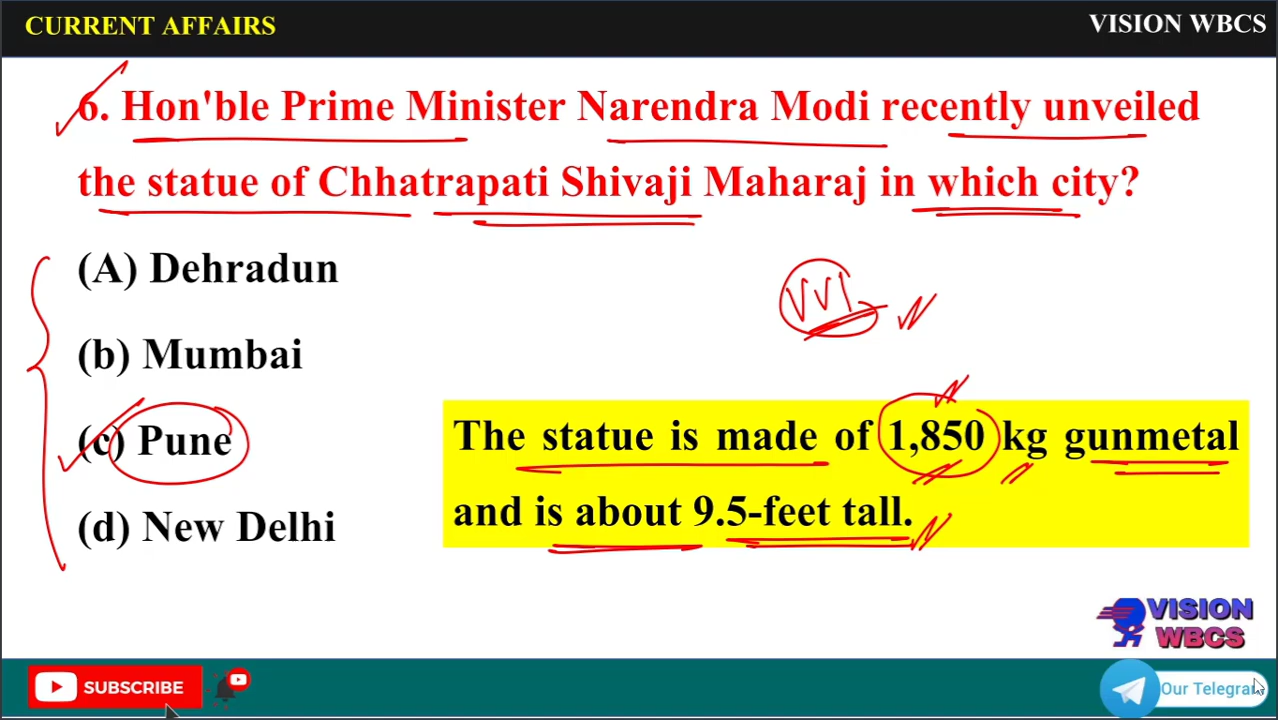 CURRENT AFFAIRS
VISION WBCS
6. Hon'ble Prime Minister Narendra Modi recently unveiled
the statue of Chhatrapati Shivaji Maharaj in which city?
(A) Dehradun
(b) Mumbai
VVI
(c) Pune
The statue is made of 1,850 kg gunmetal
and is about 9.5-feet tall.
(d) New Delhi
VISION
WBCS
SUBSCRIBE
Our Telegram